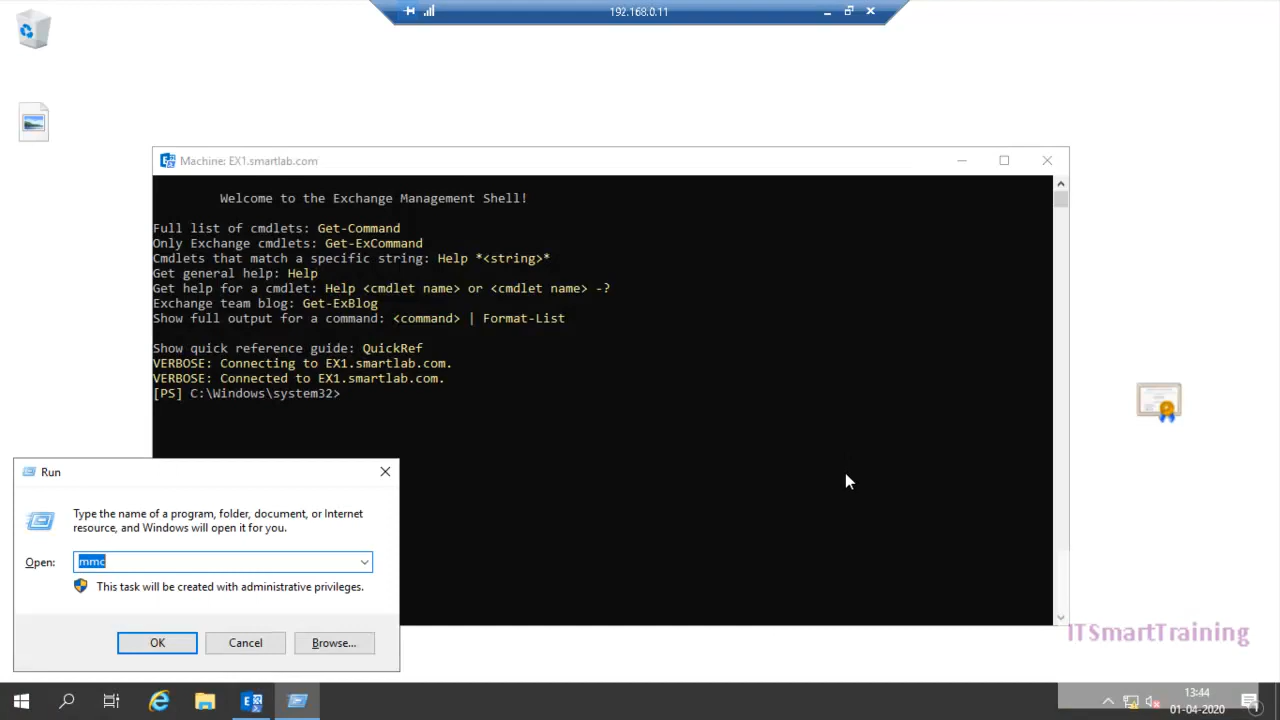 192.168.0.11
Machine: EX1.smartlab.com
Welcome to the Exchange Management Shell!
Full list of cmdlets: Get-Command
Only Exchange cmdlets: Get-ExCommand
Cmdlets that match a specific string: Help *<string>*
Get general help: Help
Get help for a cmdlet: Help <cmdlet name> or <cmdlet name> -?
Exchange team blog: Get-ExBlog
Show full output for a command: <command> | Format-List
Show quick reference guide: QuickRef
VERBOSE: Connecting to EX1.smartlab.com.
VERBOSE: Connected to EX1.smartlab.com.
[PS] C:\Windows\system32>
Run
Type the name of a program, folder, document, or Internet
resource, and Windows will open it for you.
Open: mmc
This task will be created with administrative privileges.
OK Cancel Browse...
ITSmartTraining
13:44
01-04-2020
1